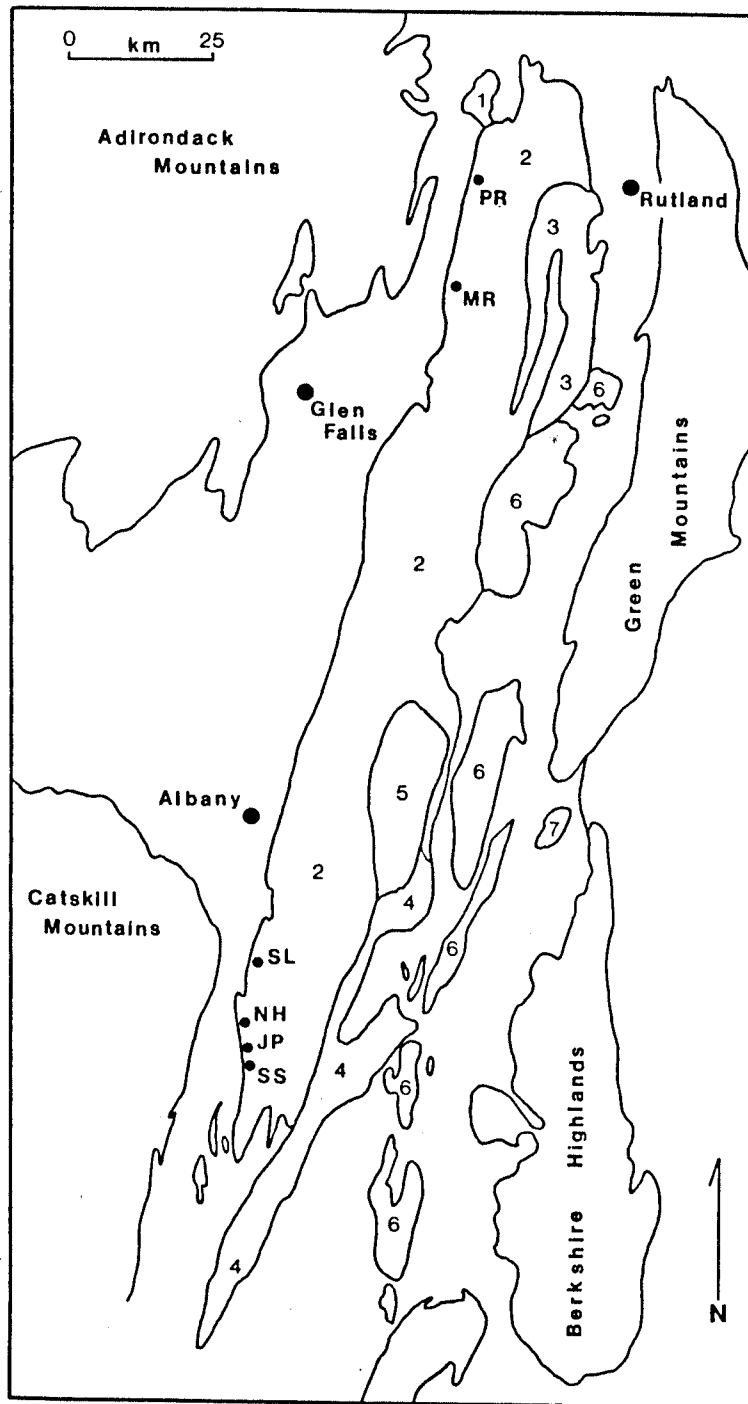 0 25
km
Adirondack
Mountains
1
2
PR
Rutland
3
MR
3
6
Glen
Falls
6
Green Mountains
2
Albany
5
6
7
2
4
Catskill
Mountains
6
SL
NH
JP
SS
4
6
Berkshire Highlands
6
4
N